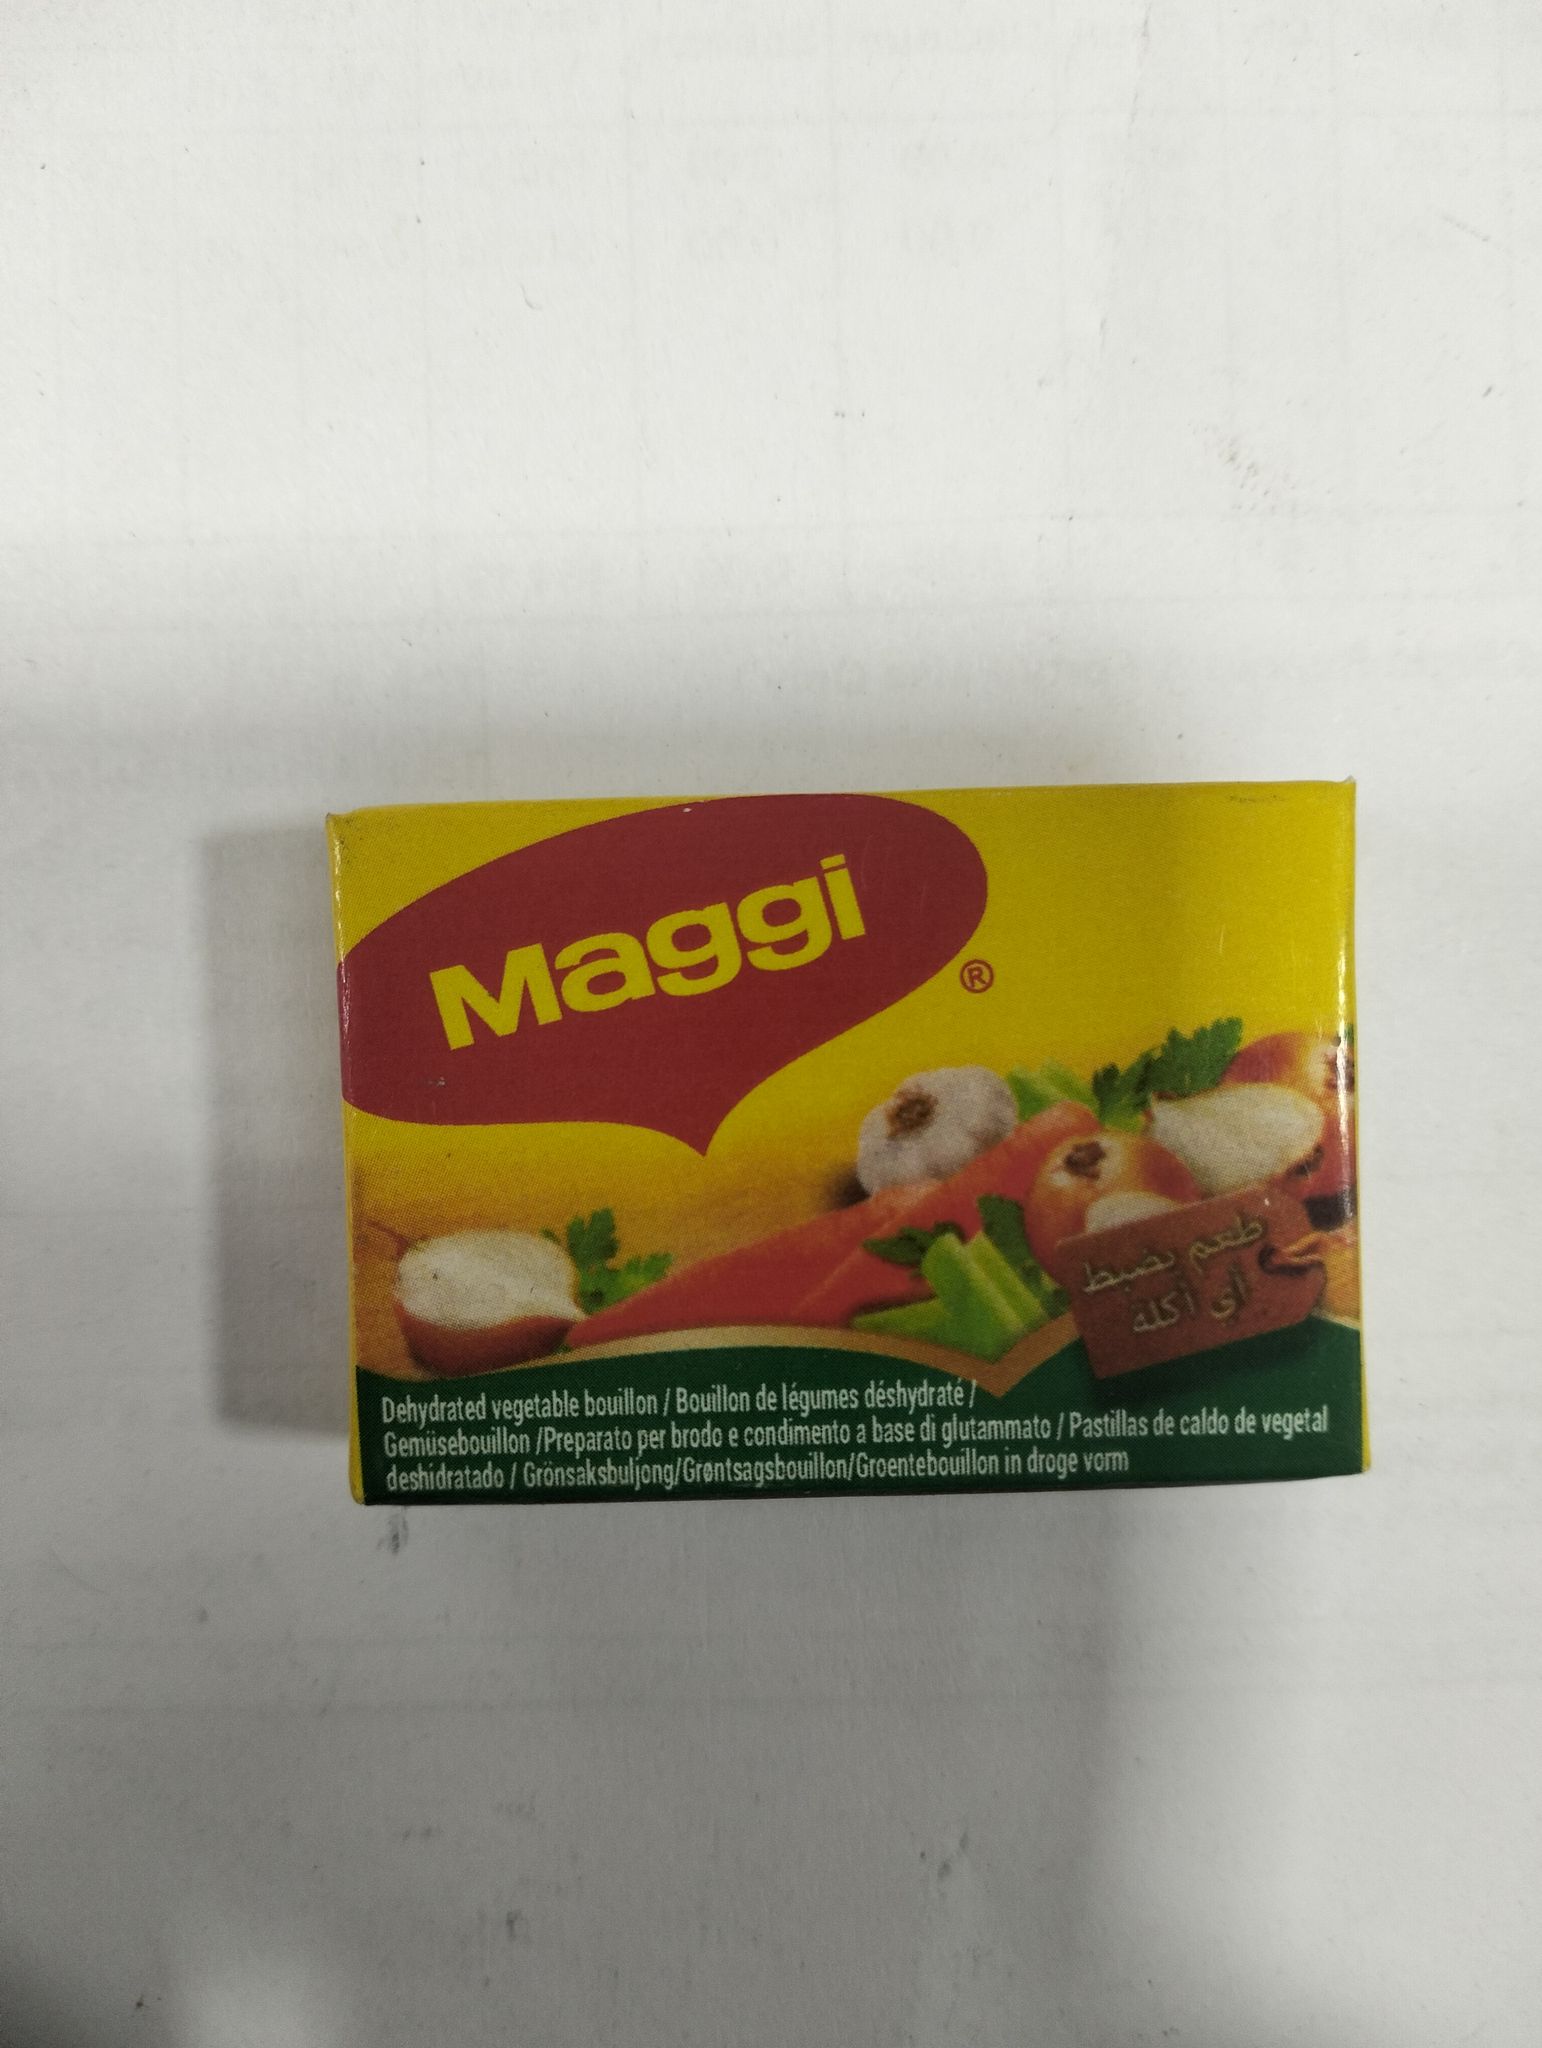 Maggi
®
طعم يضبط
أي أكلة
Dehydrated vegetable bouillon / Bouillon de légumes déshydraté /
Gemüsebouillon /Preparato per brodo e condimento a base di glutammato / Pastillas de caldo de vegetal
deshidratado / Grönsaksbuljong/Grøntsagsbouillon/Groentebouillon in droge vorm